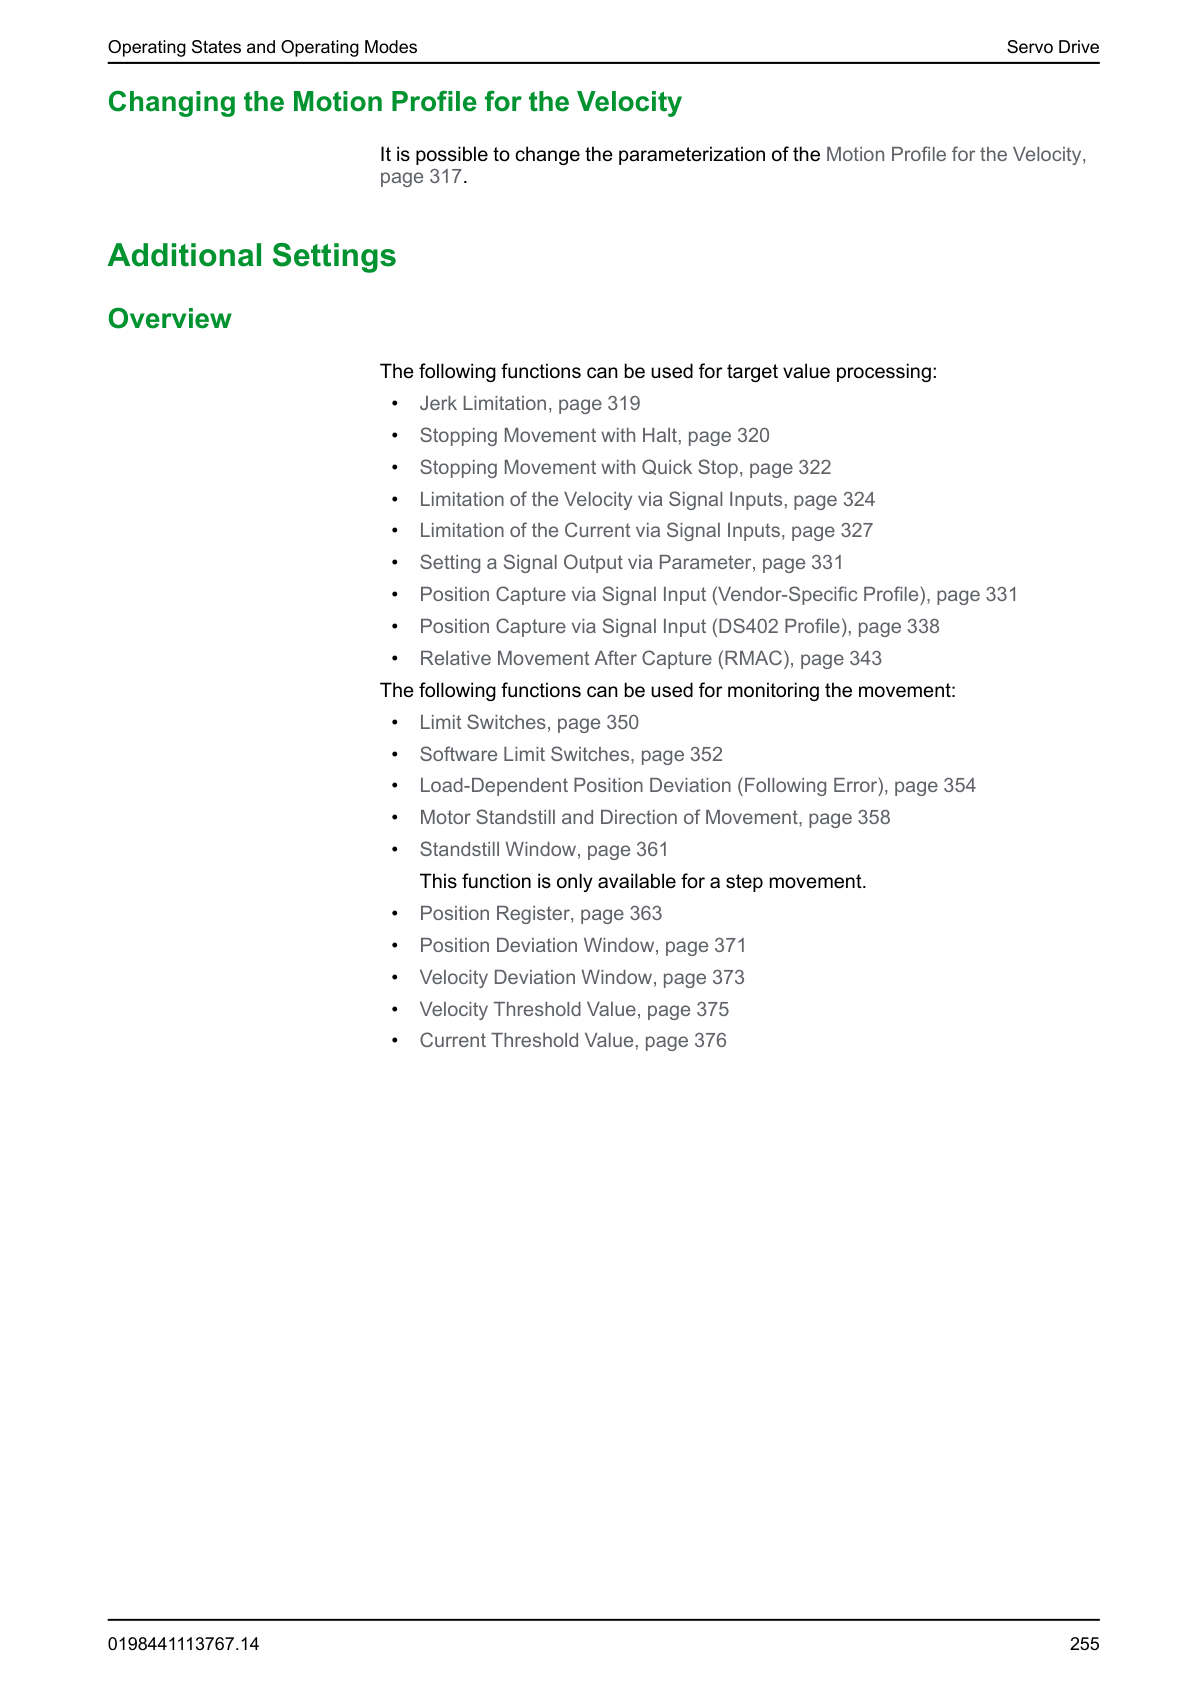 Operating States and Operating Modes
Servo Drive
Changing the Motion Profile for the Velocity
It is possible to change the parameterization of the Motion Profile for the Velocity,
page 317.
Additional Settings
Overview
The following functions can be used for target value processing:
• Jerk Limitation, page 319
• Stopping Movement with Halt, page 320
• Stopping Movement with Quick Stop, page 322
• Limitation of the Velocity via Signal Inputs, page 324
• Limitation of the Current via Signal Inputs, page 327
• Setting a Signal Output via Parameter, page 331
• Position Capture via Signal Input (Vendor-Specific Profile), page 331
• Position Capture via Signal Input (DS402 Profile), page 338
• Relative Movement After Capture (RMAC), page 343
The following functions can be used for monitoring the movement:
• Limit Switches, page 350
• Software Limit Switches, page 352
• Load-Dependent Position Deviation (Following Error), page 354
• Motor Standstill and Direction of Movement, page 358
• Standstill Window, page 361
This function is only available for a step movement.
• Position Register, page 363
• Position Deviation Window, page 371
• Velocity Deviation Window, page 373
• Velocity Threshold Value, page 375
• Current Threshold Value, page 376
0198441113767.14
255